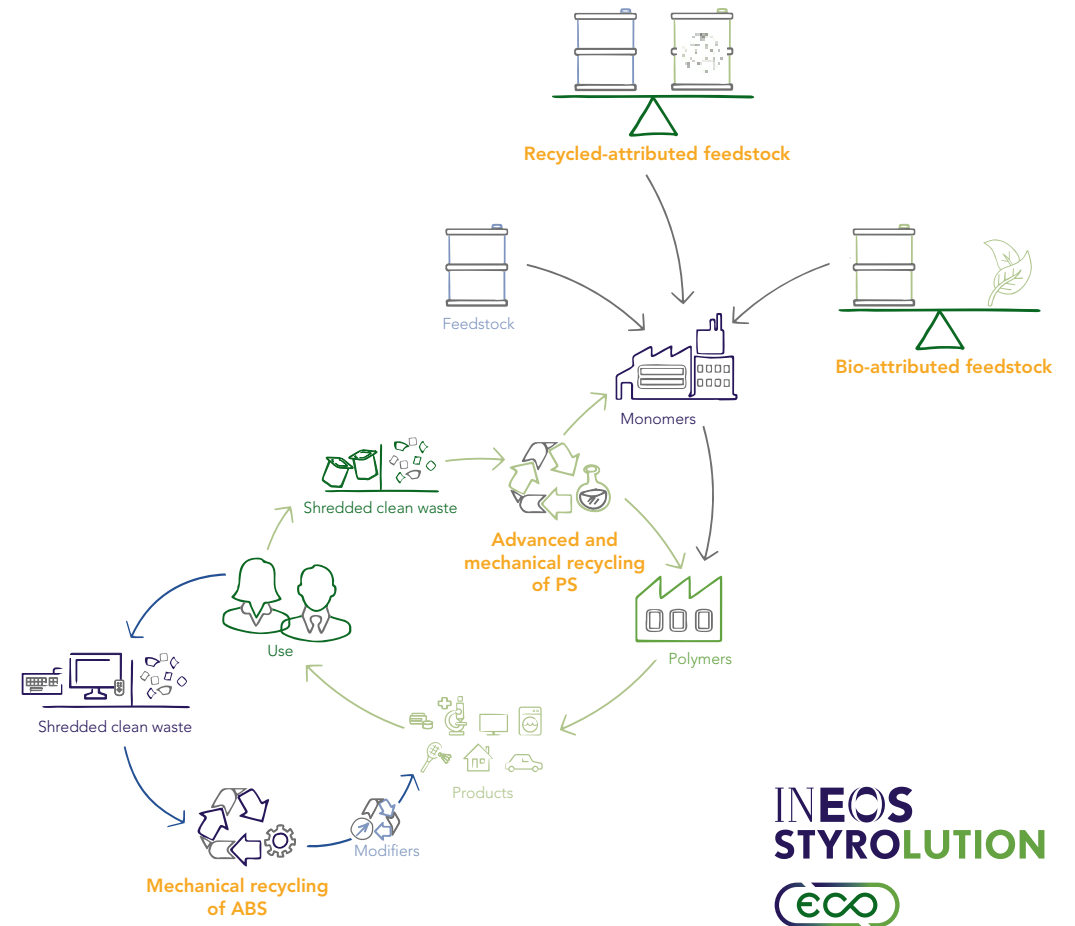 Recycled-attributed feedstock
Feedstock
Bio-attributed feedstock
Monomers
Shredded clean waste
Advanced and
mechanical recycling
of PS
Use
Polymers
Shredded clean waste
Products
Modifiers
Mechanical recycling
of ABS
INEOS
STYROLUTION
ECO